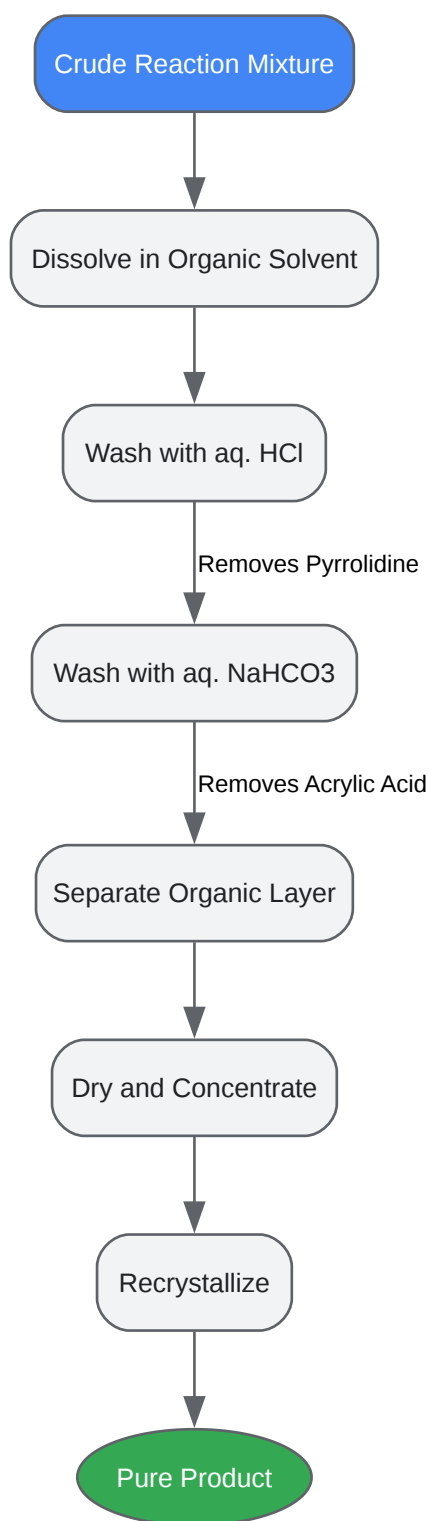 Crude Reaction Mixture
Dissolve in Organic Solvent
Wash with aq. HCl
Removes Pyrrolidine
Wash with aq. NaHCO3
Removes Acrylic Acid
Separate Organic Layer
Dry and Concentrate
Recrystallize
Pure Product